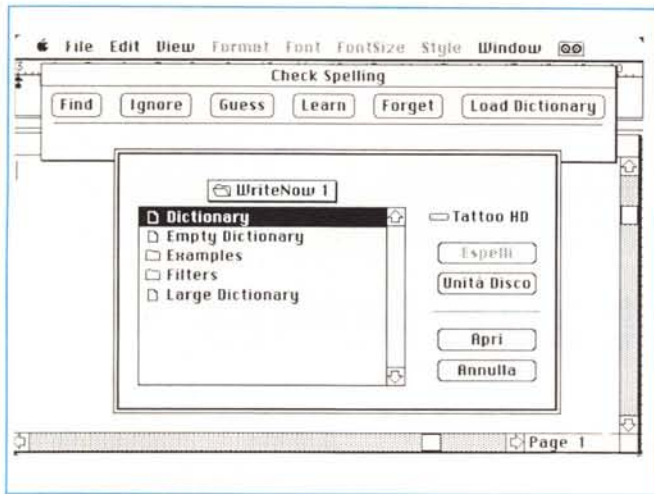 File Edit View Format Font FontSize Style Window
Check Spelling
Find Ignore Guess Learn Forget Load Dictionary
WriteNow 1
Dictionary
Empty Dictionary
Examples
Filters
Large Dictionary
Tattoo HD
Espelli
Unità Disco
Apri
Annulla
Page 1